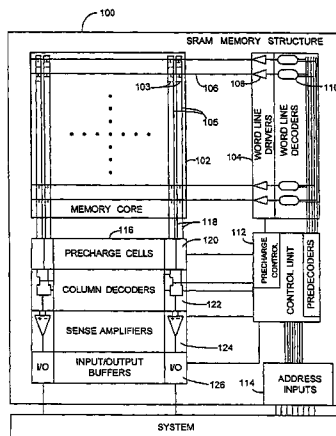 100
SRAM MEMORY STRUCTURE
103
106
108
110
105
104
WORD LINE DRIVERS
WORD LINE DECODERS
102
MEMORY CORE
118
116
120
112
PRECHARGE CELLS
PRECHARGE CONTROL
CONTROL UNIT
PREDECODERS
COLUMN DECODERS
122
SENSE AMPLIFIERS
124
I/O
INPUT/OUTPUT BUFFERS
I/O
126
114
ADDRESS INPUTS
SYSTEM